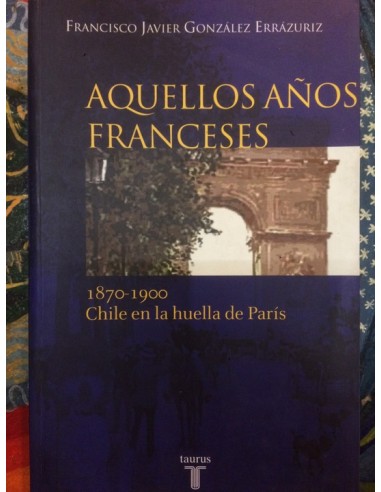 FRANCISCO JAVIER GONZÁLEZ ERRÁZURIZ
AQUELLOS AÑOS
FRANCESES
1870-1900
Chile en la huella de París
taurus
T